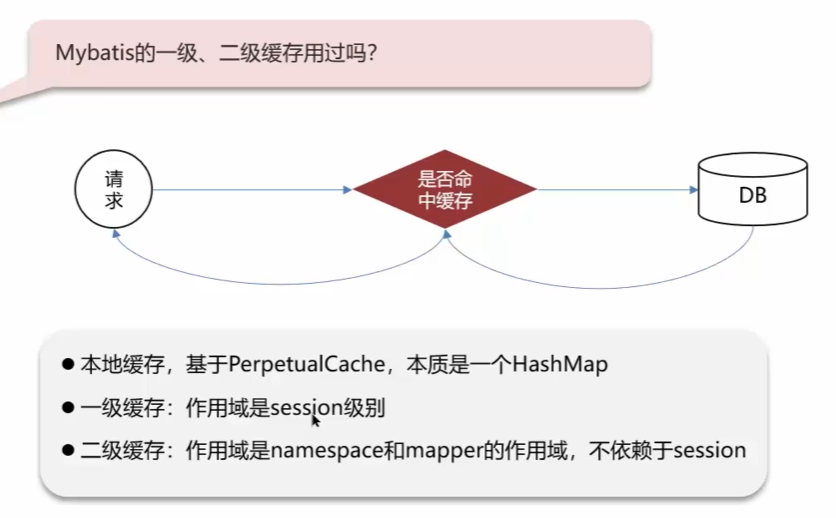 Mybatis的一级、二级缓存用过吗？
请
求
是否命
中缓存
DB
● 本地缓存，基于PerpetualCache，本质是一个HashMap
● 一级缓存：作用域是session级别
● 二级缓存：作用域是namespace和mapper的作用域，不依赖于session